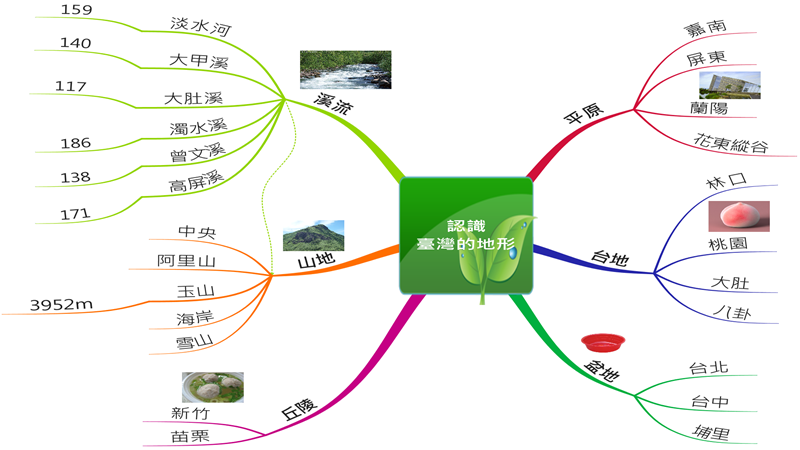 認識
臺灣的地形
平原
嘉南
屏東
蘭陽
花東縱谷
台地
林口
桃園
大肚
八卦
盆地
台北
台中
埔里
丘陵
新竹
苗栗
山地
中央
阿里山
玉山
3952m
海岸
雪山
溪流
淡水河
159
大甲溪
140
大肚溪
117
濁水溪
186
曾文溪
138
高屏溪
171